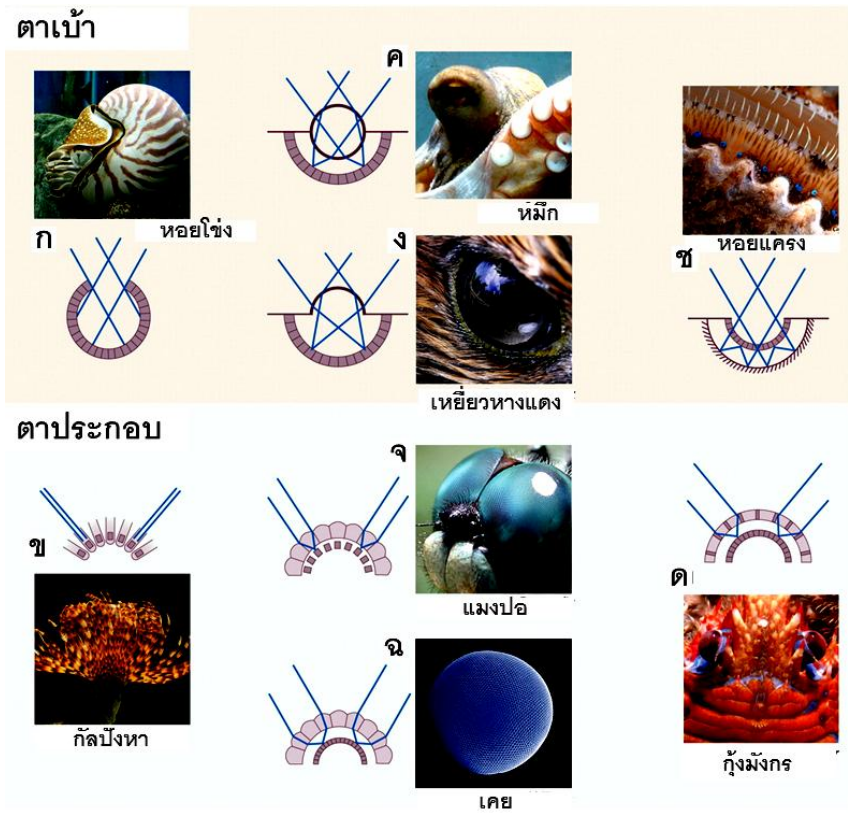 ตาเบ้า
ค
หมึก
หอยโข่ง
หอยแครง
ก
ง
ช
เหยี่ยวหางแดง
ตาประกอบ
จ
ข
แมงปอ
ด
ฉ
กัลปังหา
กุ้งมังกร
เคย